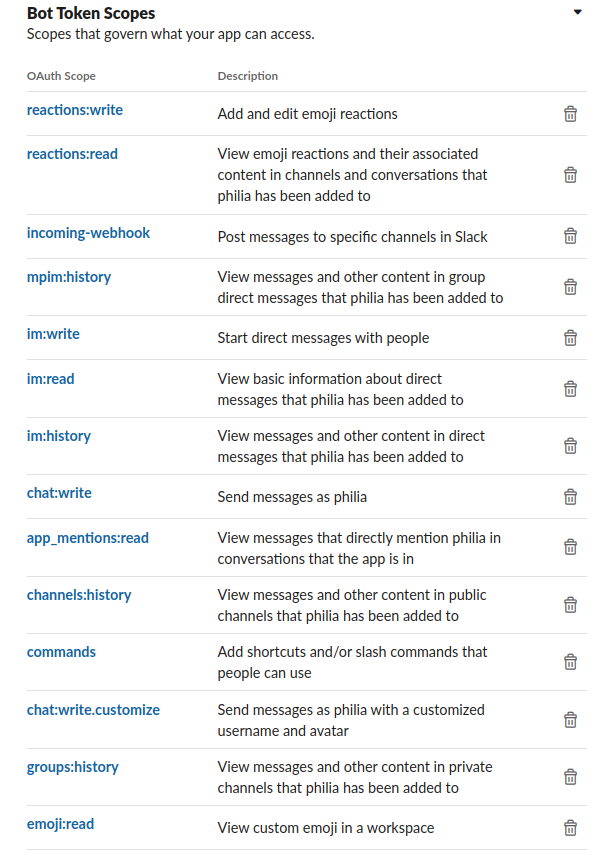 Bot Token Scopes
Scopes that govern what your app can access.
OAuth Scope Description
reactions:write Add and edit emoji reactions
reactions:read View emoji reactions and their associated
content in channels and conversations that
philia has been added to
incoming-webhook Post messages to specific channels in Slack
mpim:history View messages and other content in group
direct messages that philia has been added to
im:write Start direct messages with people
im:read View basic information about direct
messages that philia has been added to
im:history View messages and other content in direct
messages that philia has been added to
chat:write Send messages as philia
app_mentions:read View messages that directly mention philia in
conversations that the app is in
channels:history View messages and other content in public
channels that philia has been added to
commands Add shortcuts and/or slash commands that
people can use
chat:write.customize Send messages as philia with a customized
username and avatar
groups:history View messages and other content in private
channels that philia has been added to
emoji:read View custom emoji in a workspace